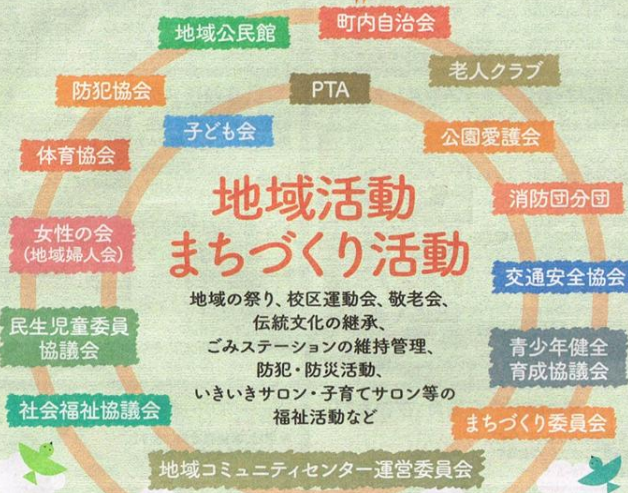 町内自治会
地域公民館
老人クラブ
防犯協会
PTA
子ども会
公園愛護会
体育協会
消防団分団
地域活動
まちづくり活動
女性の会
(地域婦人会)
交通安全協会
地域の祭り、校区運動会、敬老会、
伝統文化の継承、
ごみステーションの維持管理、
防犯・防災活動、
いきいきサロン・子育てサロン等の
福祉活動など
民生児童委員
協議会
青少年健全
育成協議会
社会福祉協議会
まちづくり委員会
地域コミュニティセンター運営委員会